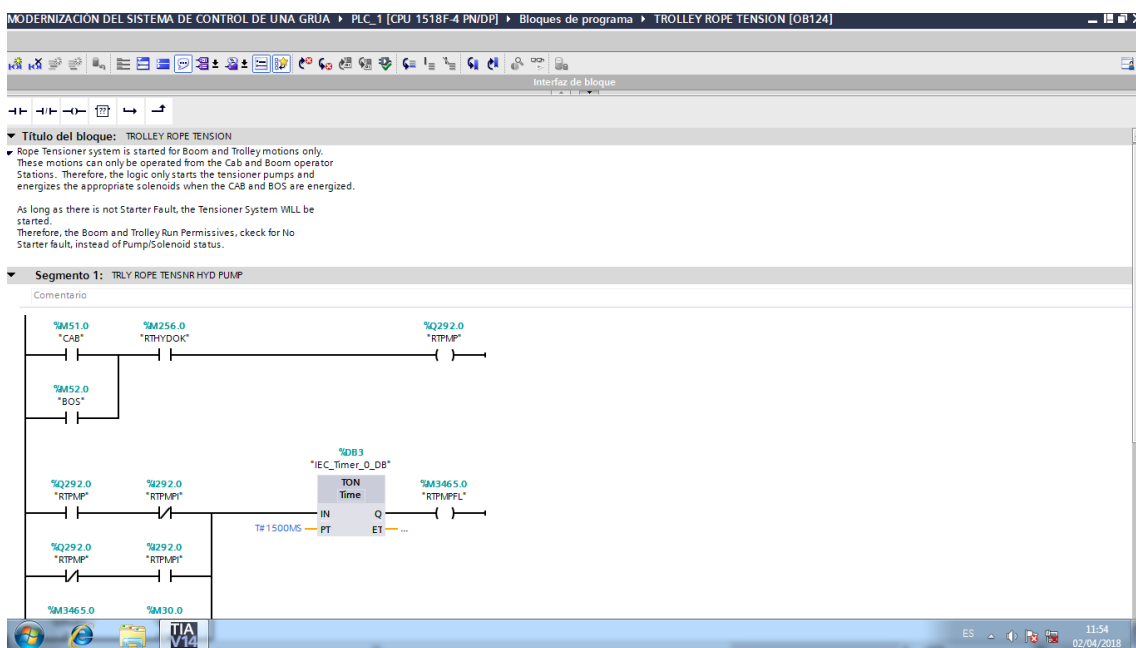 MODERNIZACIÓN DEL SISTEMA DE CONTROL DE UNA GRÚA ▸ PLC_1 [CPU 1518F-4 PN/DP] ▸ Bloques de programa ▸ TROLLEY ROPE TENSION [OB124]
Interfaz de bloque
Título del bloque: TROLLEY ROPE TENSION
Rope Tensioner system is started for Boom and Trolley motions only.
These motions can only be operated from the Cab and Boom operator
Stations. Therefore, the logic only starts the tensioner pumps and
energizes the appropriate solenoids when the CAB and BOS are energized.
As long as there is not Starter Fault, the Tensioner System WILL be
started.
Therefore, the Boom and Trolley Run Permissives, ckeck for No
Starter fault, instead of Pump/Solenoid status.
Segmento 1: TRLY ROPE TENSNR HYD PUMP
Comentario
%M51.0 %M256.0 %Q292.0
"CAB" "RTHYDOK" "RTPMP"
%M52.0
"BOS"
%DB3
"IEC_Timer_0_DB"
%Q292.0 %I292.0 TON %M3465.0
"RTPMP" "RTPMPI" Time "RTPMPFL"
IN Q
T#1500MS PT ET ...
%Q292.0 %I292.0
"RTPMP" "RTPMPI"
%M3465.0 %M30.0
TIA
V14
ES 11:54
02/04/2018